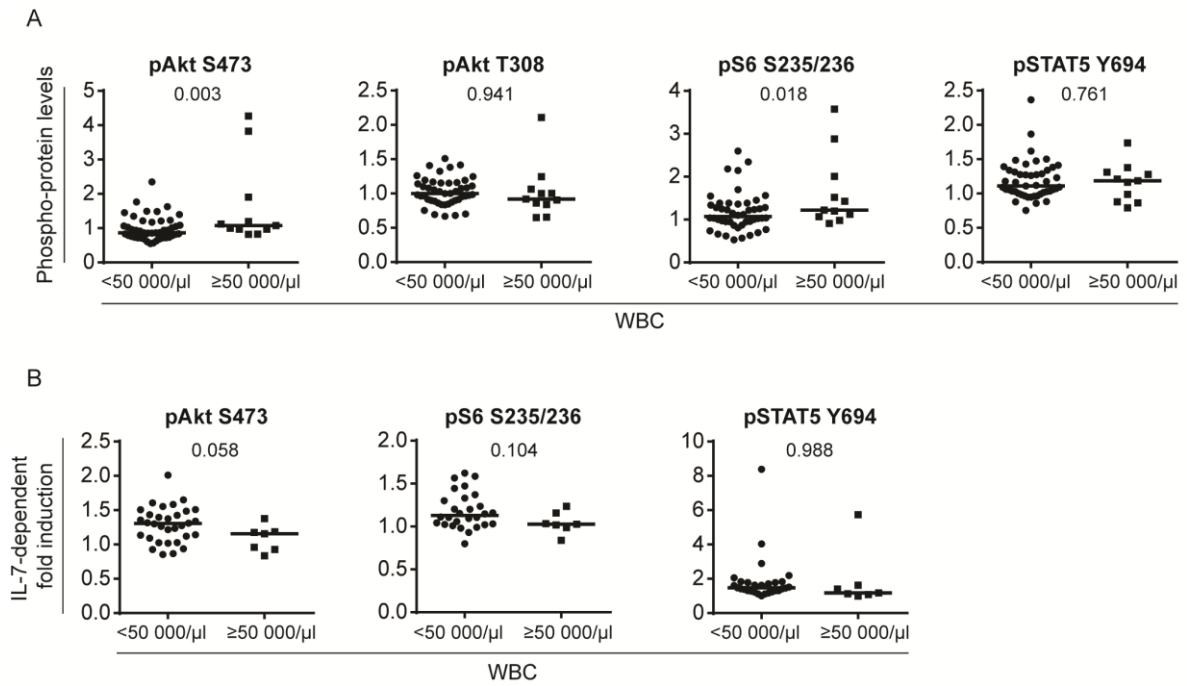 A
pAkt S473 pAkt T308 pS6 S235/236 pSTAT5 Y694
0.003 0.941 0.018 0.761
Phospho-protein levels
5 4 3 2 1 0
2.5 2.0 1.5 1.0 0.5 0.0
4 3 2 1 0
2.5 2.0 1.5 1.0 0.5 0.0
<50 000/µl ≥50 000/µl <50 000/µl ≥50 000/µl <50 000/µl ≥50 000/µl <50 000/µl ≥50 000/µl
WBC
B
pAkt S473 pS6 S235/236 pSTAT5 Y694
0.058 0.104 0.988
IL-7-dependent
fold induction
2.5 2.0 1.5 1.0 0.5 0.0
2.0 1.5 1.0 0.5 0.0
10 8 6 4 2 0
<50 000/µl ≥50 000/µl <50 000/µl ≥50 000/µl <50 000/µl ≥50 000/µl
WBC